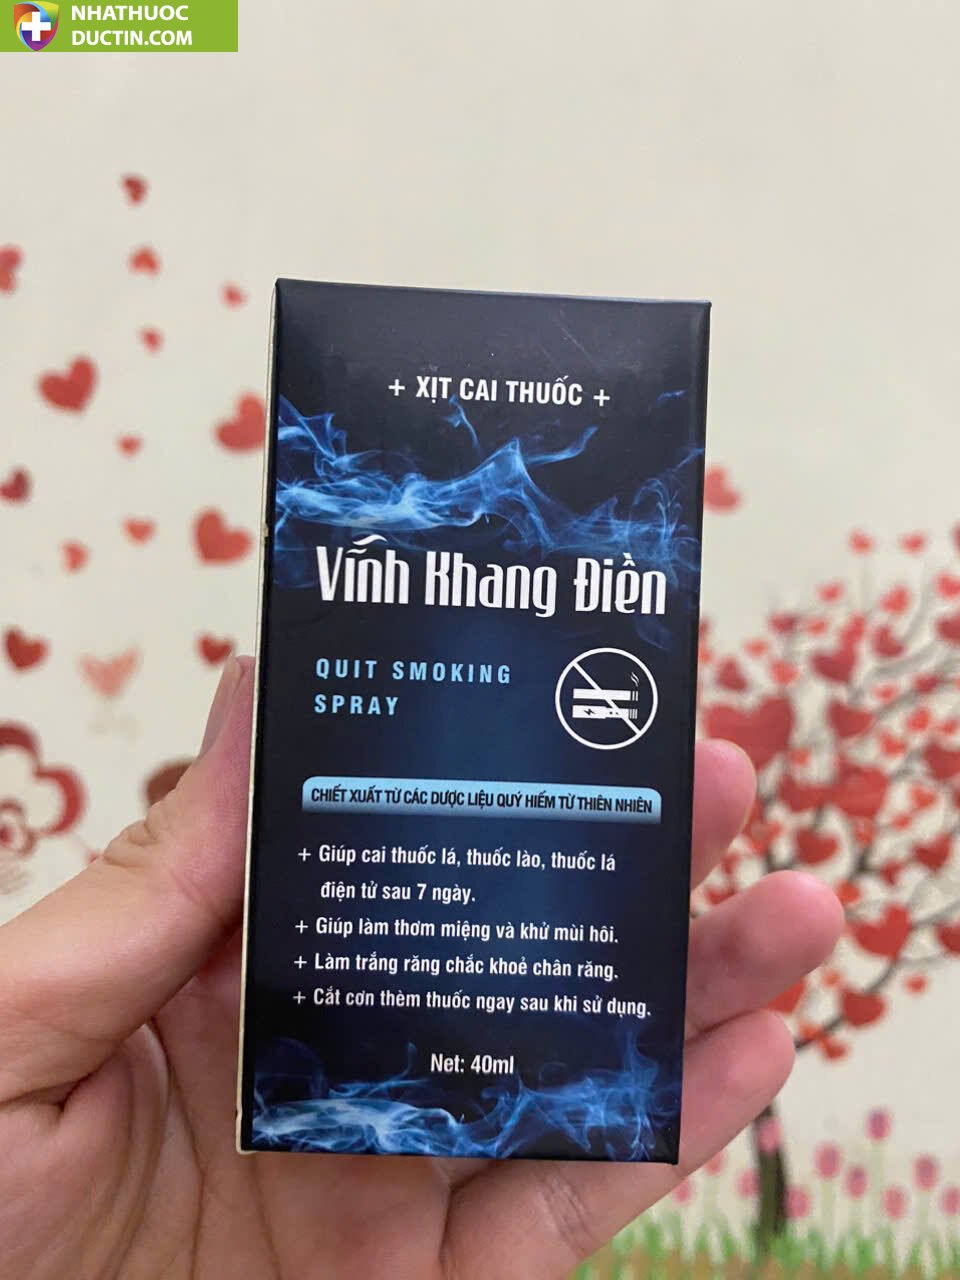 NHATHUOC
DUCTIN.COM
+ XỊT CAI THUỐC +
Vĩnh Khang Điền
QUIT SMOKING
SPRAY
CHIẾT XUẤT TỪ CÁC DƯỢC LIỆU QUÝ HIẾM TỪ THIÊN NHIÊN
+ Giúp cai thuốc lá, thuốc lào, thuốc lá
điện tử sau 7 ngày.
+ Giúp làm thơm miệng và khử mùi hôi.
+ Làm trắng răng chắc khoẻ chân răng.
+ Cắt cơn thèm thuốc ngay sau khi sử dụng.
Net: 40ml